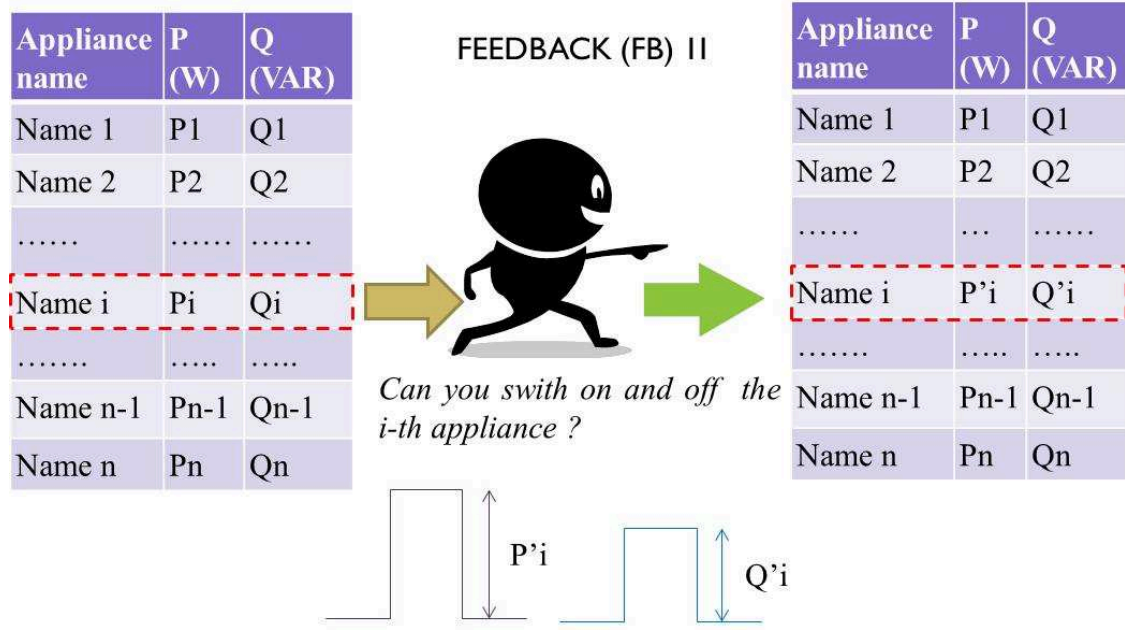 FEEDBACK (FB) II
Appliance name P (W) Q (VAR)
Name 1 P1 Q1
Name 2 P2 Q2
…… …… ……
Name i Pi Qi
……. ….. …..
Name n-1 Pn-1 Qn-1
Name n Pn Qn
Can you swith on and off the
i-th appliance ?
P’i
Q’i
Appliance name P (W) Q (VAR)
Name 1 P1 Q1
Name 2 P2 Q2
…… … ……
Name i P’i Q’i
……. ….. …..
Name n-1 Pn-1 Qn-1
Name n Pn Qn